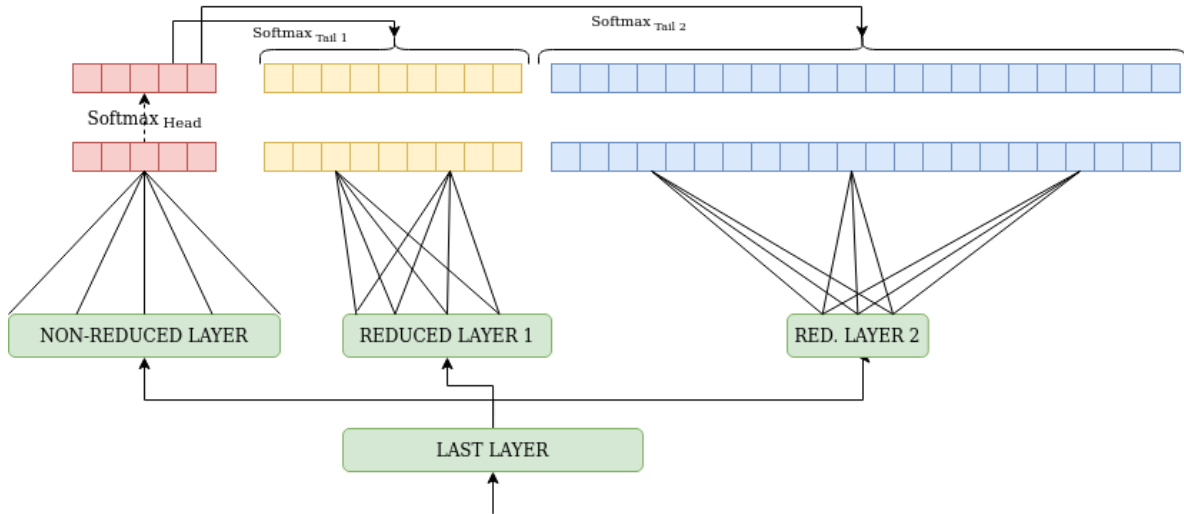 Softmax Tail 1
Softmax Tail 2
Softmax Head
NON-REDUCED LAYER
REDUCED LAYER 1
RED. LAYER 2
LAST LAYER